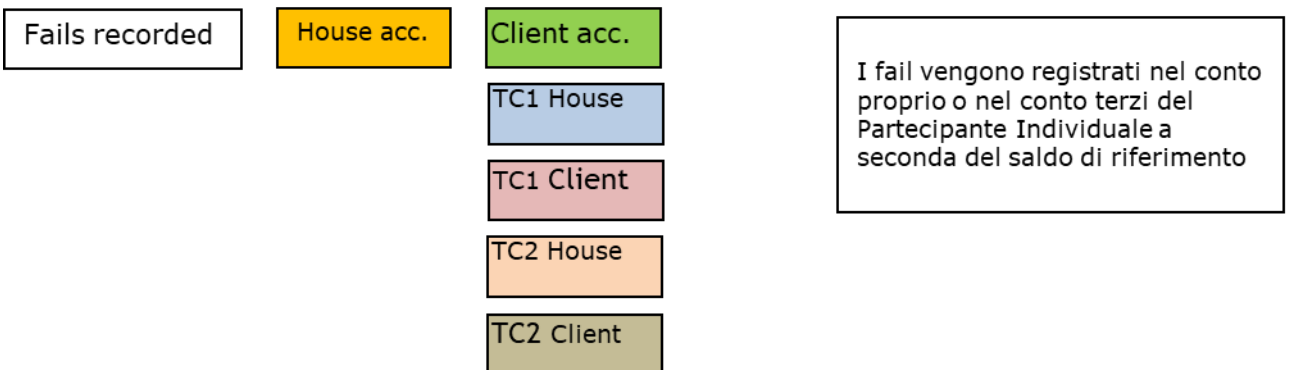 Fails recorded
House acc.
Client acc.
TC1 House
TC1 Client
TC2 House
TC2 Client
I fail vengono registrati nel conto
proprio o nel conto terzi del
Partecipante Individuale a
seconda del saldo di riferimento